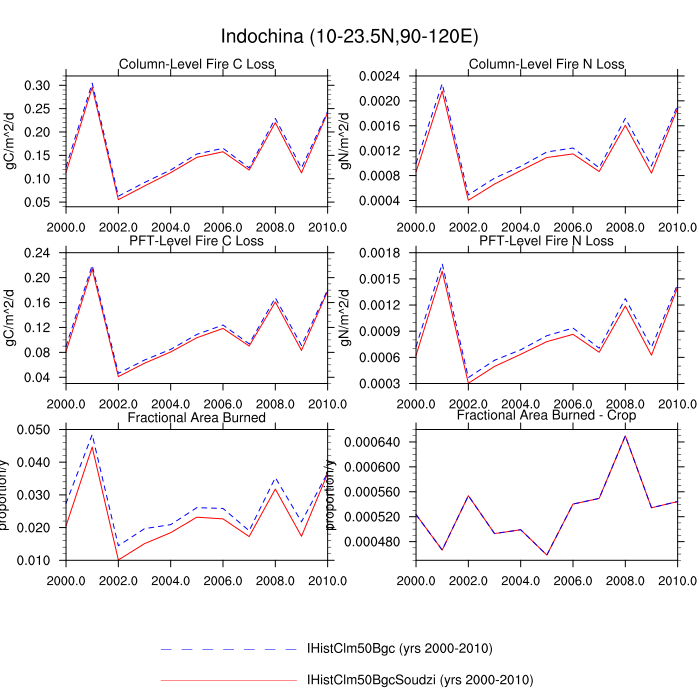 Indochina (10-23.5N,90-120E)
Column-Level Fire C Loss
gC/m^2/d
0.30
0.25
0.20
0.15
0.10
0.05
2000.0 2002.0 2004.0 2006.0 2008.0 2010.0
Column-Level Fire N Loss
gN/m^2/d
0.0024
0.0020
0.0016
0.0012
0.0008
0.0004
2000.0 2002.0 2004.0 2006.0 2008.0 2010.0
PFT-Level Fire C Loss
gC/m^2/d
0.24
0.20
0.16
0.12
0.08
0.04
2000.0 2002.0 2004.0 2006.0 2008.0 2010.0
PFT-Level Fire N Loss
gN/m^2/d
0.0018
0.0015
0.0012
0.0009
0.0006
0.0003
2000.0 2002.0 2004.0 2006.0 2008.0 2010.0
Fractional Area Burned
proportion/y
0.050
0.040
0.030
0.020
0.010
2000.0 2002.0 2004.0 2006.0 2008.0 2010.0
Fractional Area Burned - Crop
proportion/y
0.000640
0.000600
0.000560
0.000520
0.000480
2000.0 2002.0 2004.0 2006.0 2008.0 2010.0
IHistClm50Bgc (yrs 2000-2010)
IHistClm50BgcSoudzi (yrs 2000-2010)